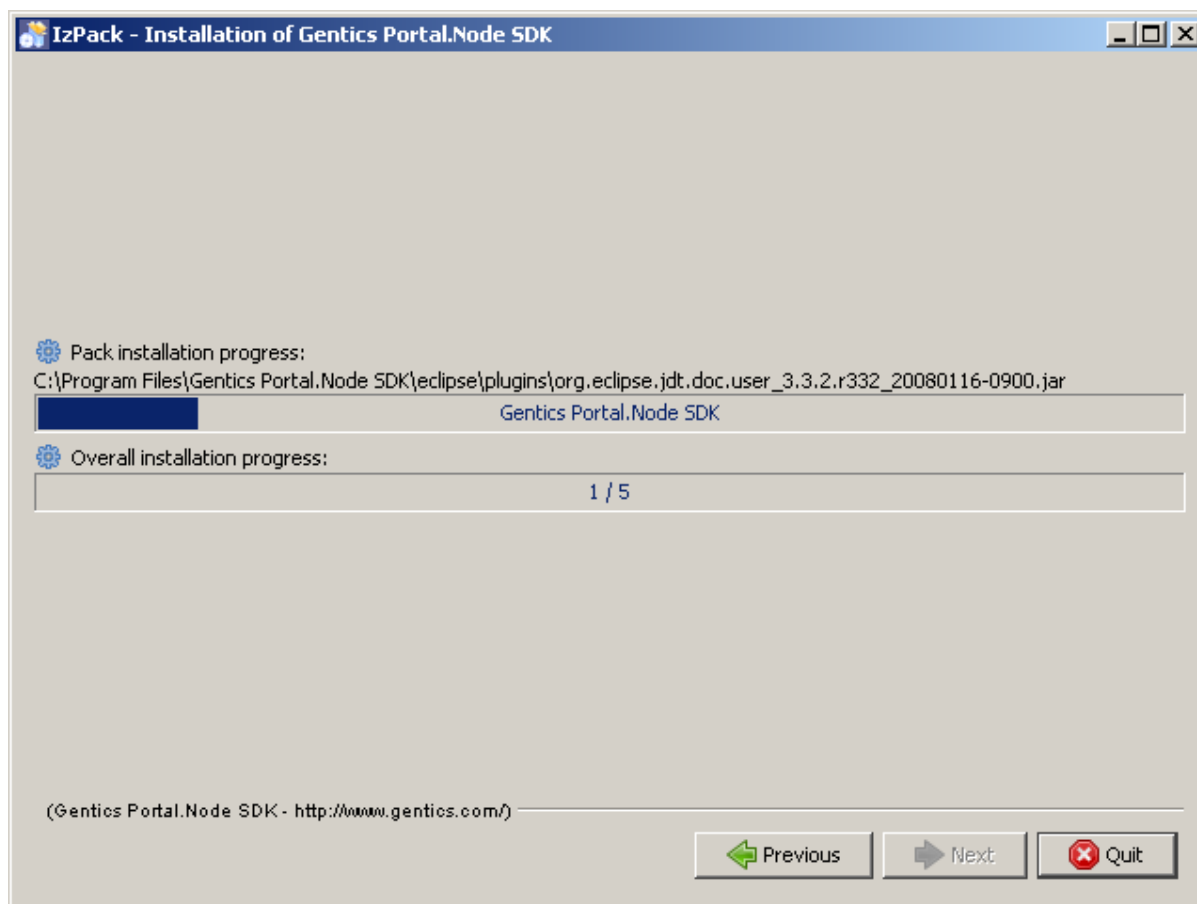 IzPack - Installation of Gentics Portal.Node SDK
Pack installation progress:
C:\Program Files\Gentics Portal.Node SDK\eclipse\plugins\org.eclipse.jdt.doc.user_3.3.2.r332_20080116-0900.jar
Gentics Portal.Node SDK
Overall installation progress:
1 / 5
(Gentics Portal.Node SDK - http://www.gentics.com/)
Previous Next Quit